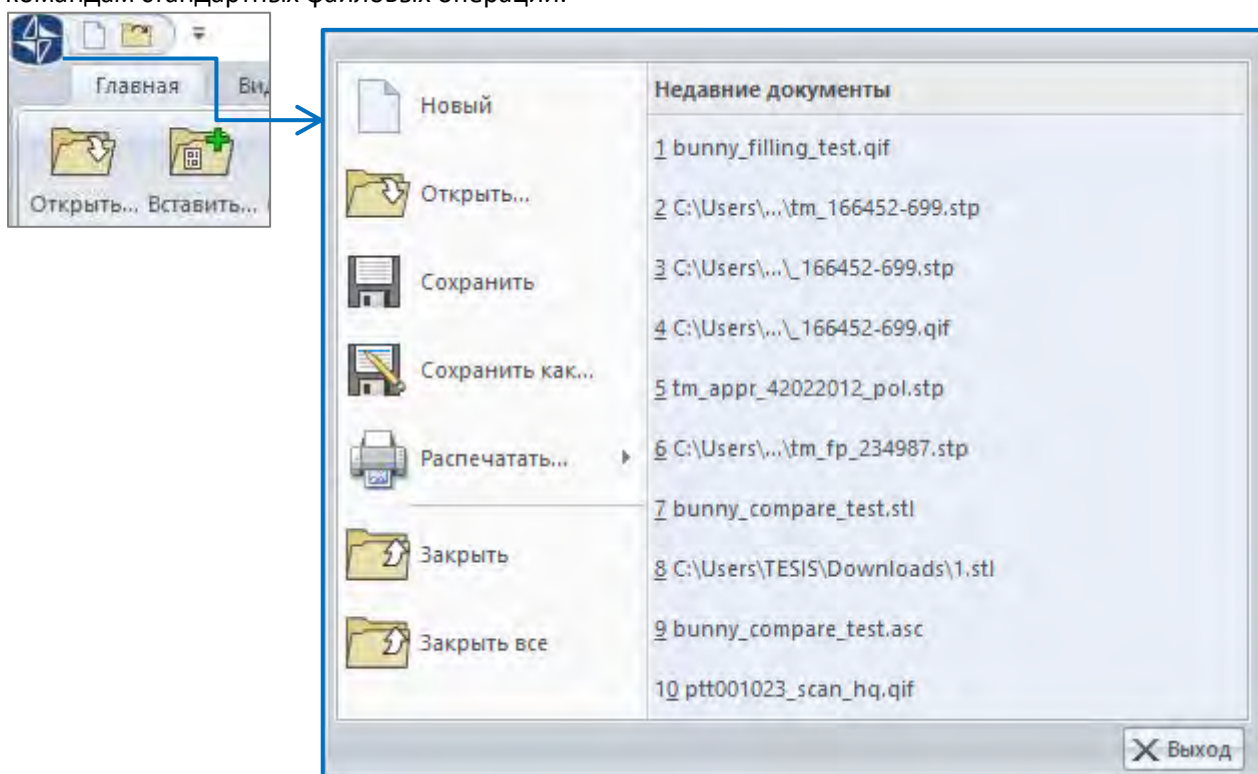 командам стандартных файловых операций.
Главная
Открыть... Вставить...
Новый
Открыть...
Сохранить
Сохранить как...
Распечатать...
Закрыть
Закрыть все
Недавние документы
1 bunny_filling_test.qif
2 C:\Users\...\tm_166452-699.stp
3 C:\Users\...\_166452-699.stp
4 C:\Users\...\_166452-699.qif
5 tm_appr_42022012_pol.stp
6 C:\Users\...\tm_fp_234987.stp
7 bunny_compare_test.stl
8 C:\Users\TESIS\Downloads\1.stl
9 bunny_compare_test.asc
10 ptt001023_scan_hq.qif
Выход